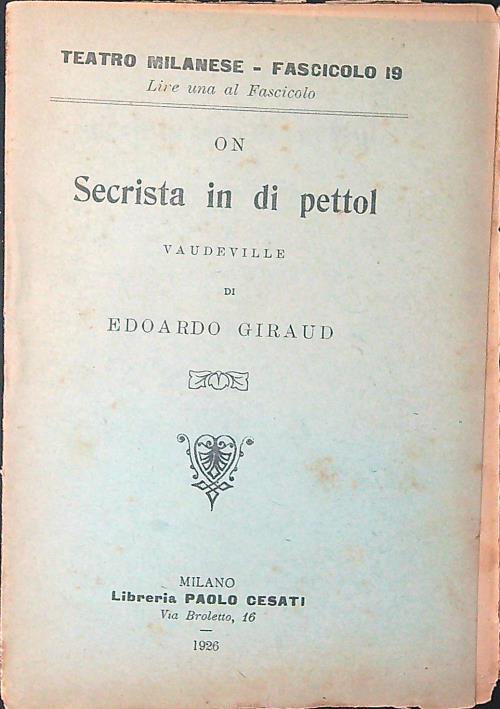 TEATRO MILANESE - FASCICOLO 19
Lire una al Fascicolo
ON
Secrista in di pettol
VAUDEVILLE
DI
EDOARDO GIRAUD
MILANO
Libreria PAOLO CESATI
Via Broletto, 16
1926